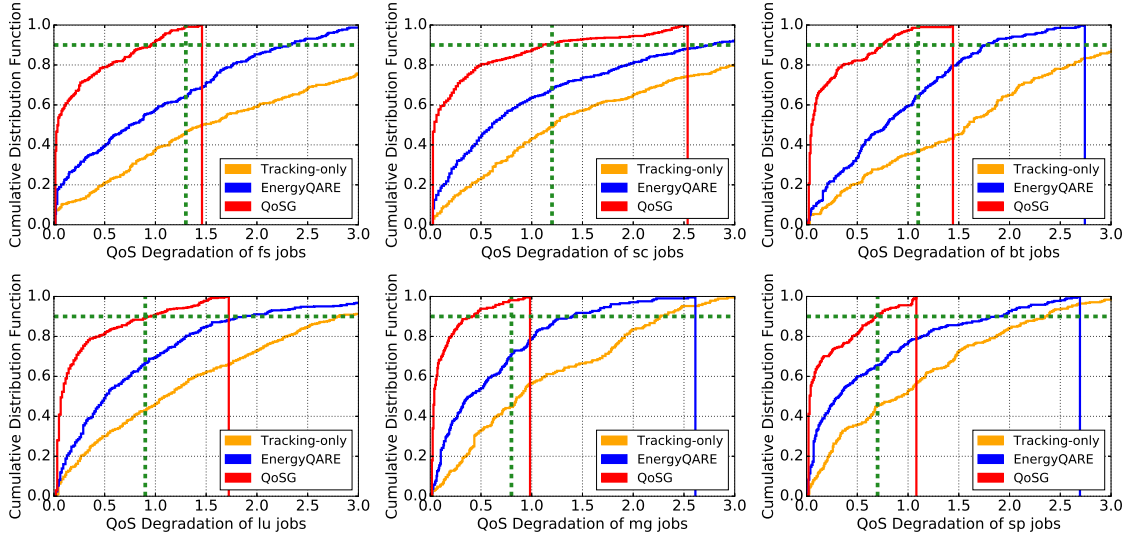 Cumulative Distribution Function
1.0
0.8
0.6
0.4
0.2
0.0
0.0 0.5 1.0 1.5 2.0 2.5 3.0
QoS Degradation of fs jobs
Tracking-only
EnergyQARE
QoSG
Cumulative Distribution Function
1.0
0.8
0.6
0.4
0.2
0.0
0.0 0.5 1.0 1.5 2.0 2.5 3.0
QoS Degradation of sc jobs
Tracking-only
EnergyQARE
QoSG
Cumulative Distribution Function
1.0
0.8
0.6
0.4
0.2
0.0
0.0 0.5 1.0 1.5 2.0 2.5 3.0
QoS Degradation of bt jobs
Tracking-only
EnergyQARE
QoSG
Cumulative Distribution Function
1.0
0.8
0.6
0.4
0.2
0.0
0.0 0.5 1.0 1.5 2.0 2.5 3.0
QoS Degradation of lu jobs
Tracking-only
EnergyQARE
QoSG
Cumulative Distribution Function
1.0
0.8
0.6
0.4
0.2
0.0
0.0 0.5 1.0 1.5 2.0 2.5 3.0
QoS Degradation of mg jobs
Tracking-only
EnergyQARE
QoSG
Cumulative Distribution Function
1.0
0.8
0.6
0.4
0.2
0.0
0.0 0.5 1.0 1.5 2.0 2.5 3.0
QoS Degradation of sp jobs
Tracking-only
EnergyQARE
QoSG